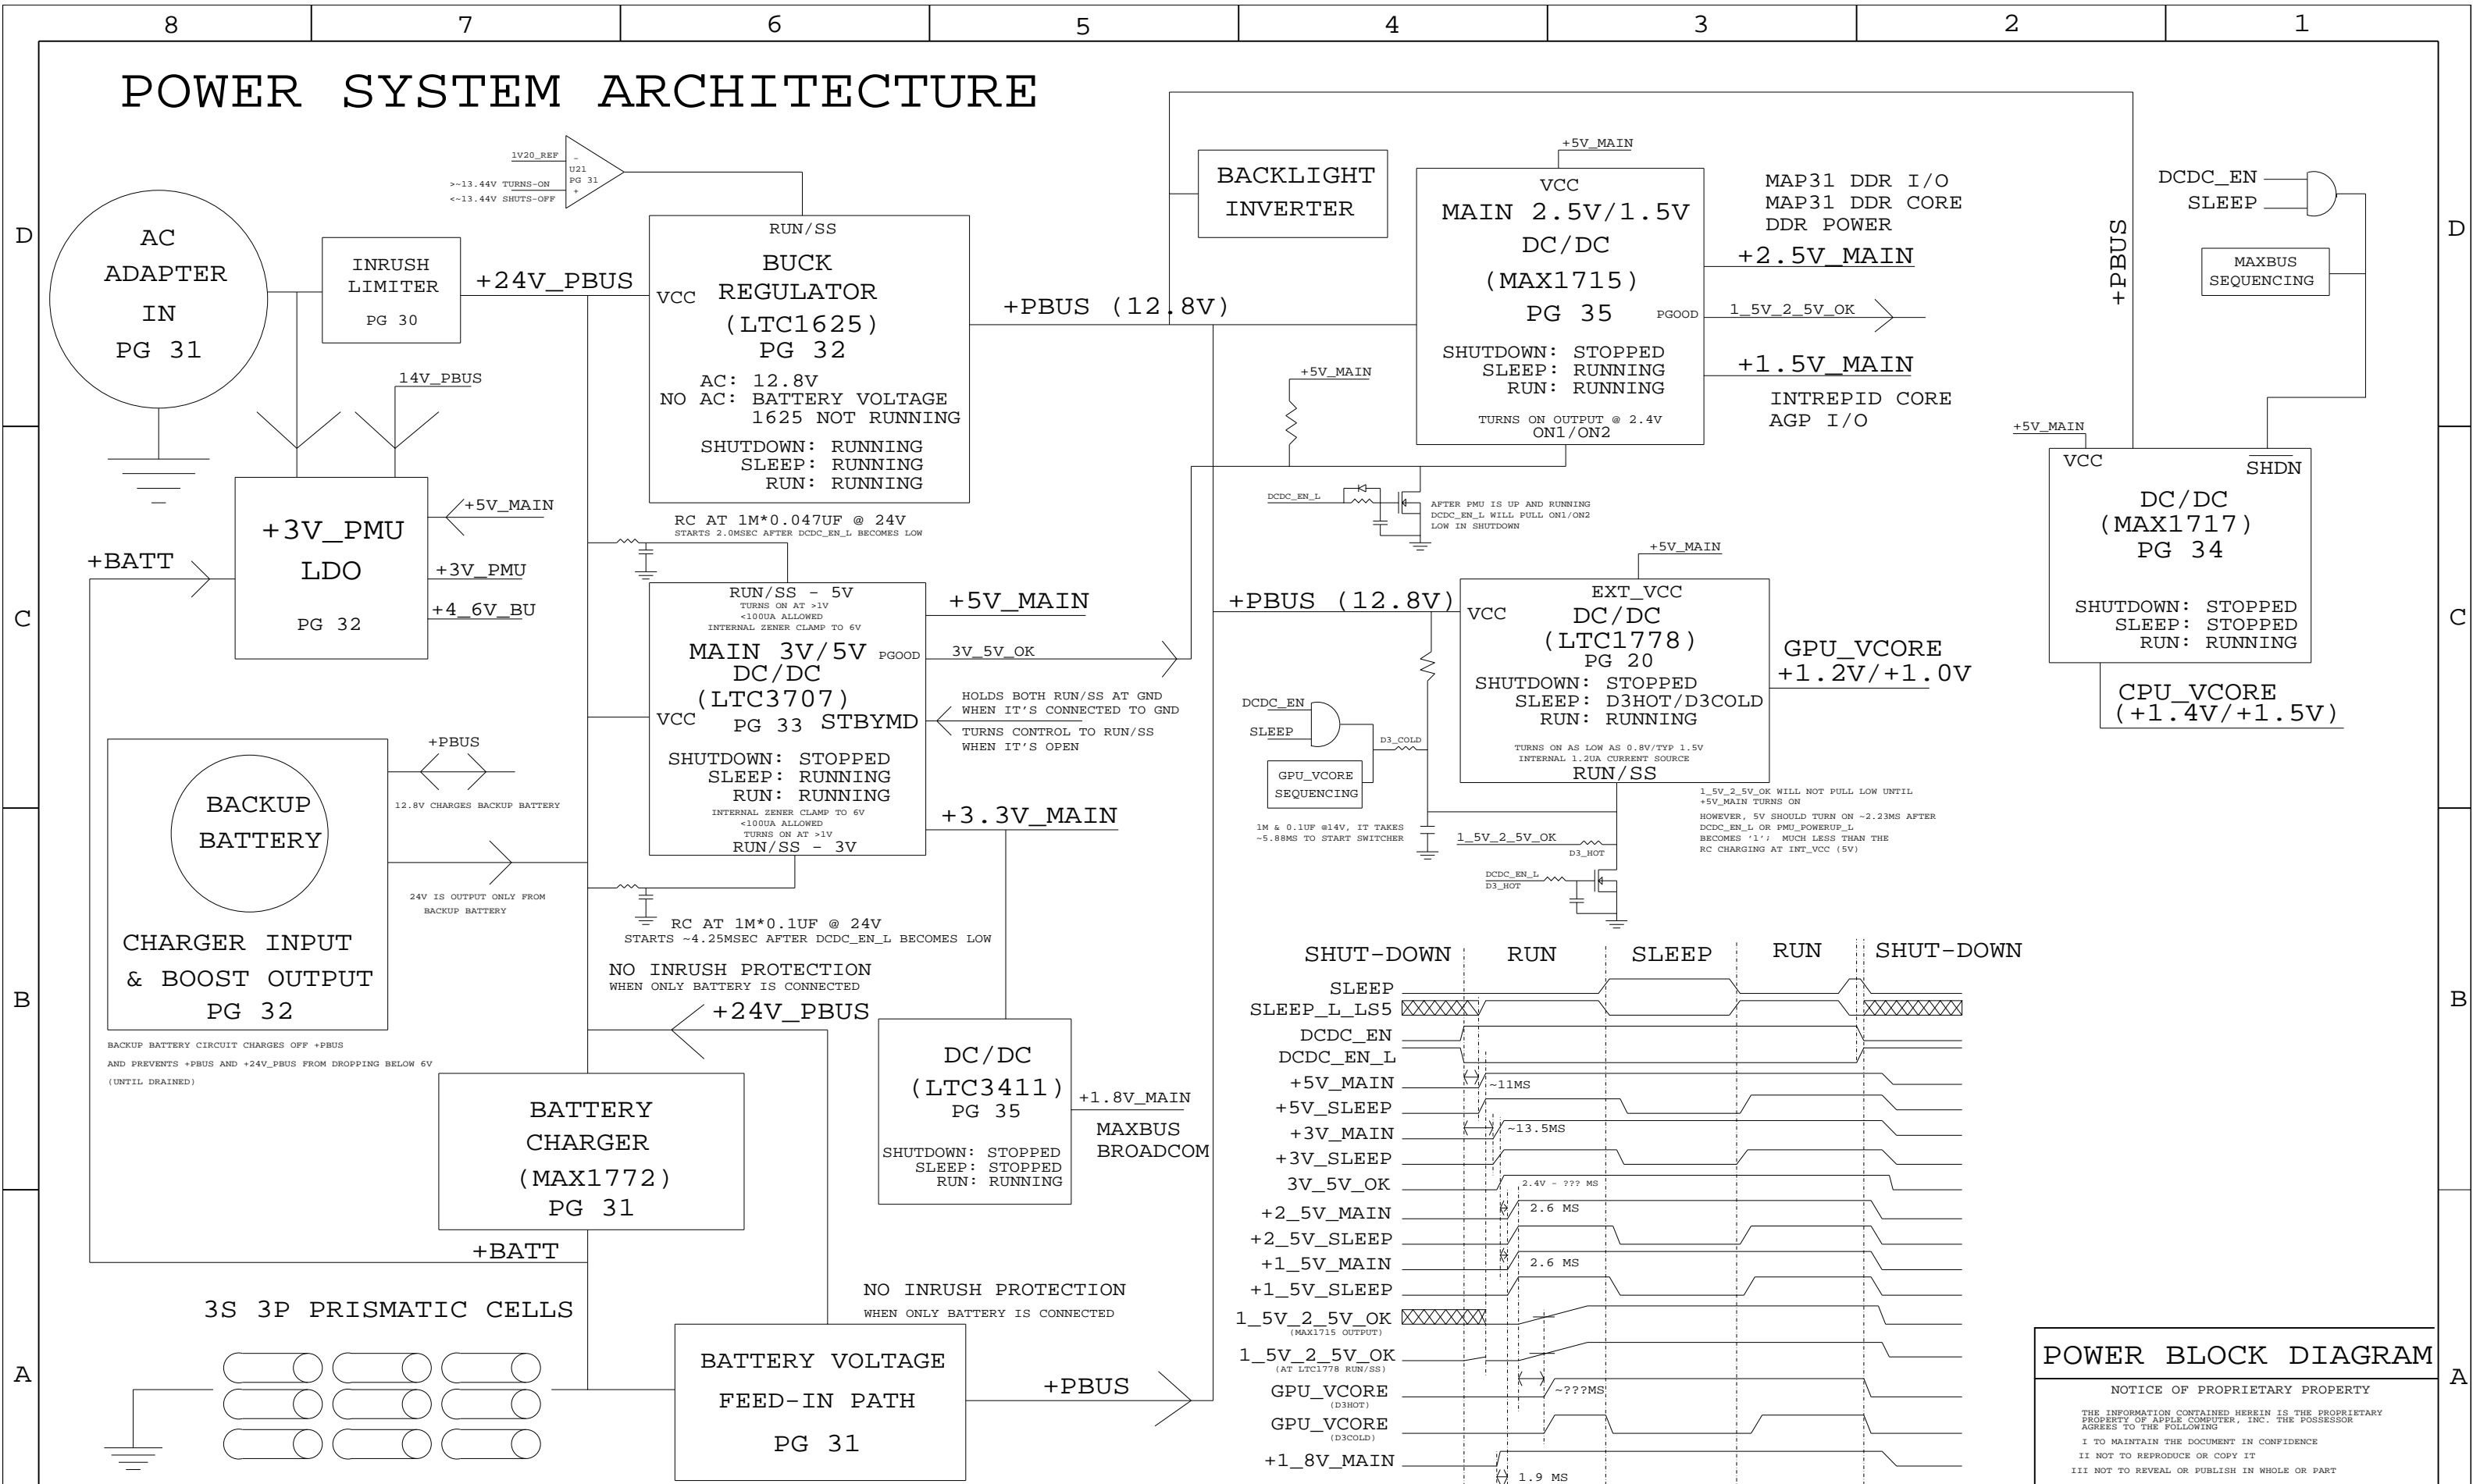 8 7 6 5 4 3 2 1
POWER SYSTEM ARCHITECTURE
D
D
C
C
B
B
A
A
1V20_REF
-
U21
PG 31
+
>~13.44V TURNS-ON
<~13.44V SHUTS-OFF
AC
ADAPTER
IN
PG 31
INRUSH
LIMITER
PG 30
+24V_PBUS
14V_PBUS
RUN/SS
BUCK
VCC REGULATOR
(LTC1625)
PG 32
AC: 12.8V
NO AC: BATTERY VOLTAGE
1625 NOT RUNNING
SHUTDOWN: RUNNING
SLEEP: RUNNING
RUN: RUNNING
+PBUS (12.8V)
BACKLIGHT
INVERTER
+5V_MAIN
VCC
MAIN 2.5V/1.5V
DC/DC
(MAX1715)
PG 35
PGOOD
SHUTDOWN: STOPPED
SLEEP: RUNNING
RUN: RUNNING
TURNS ON OUTPUT @ 2.4V
ON1/ON2
MAP31 DDR I/O
MAP31 DDR CORE
DDR POWER
+2.5V_MAIN
1_5V_2_5V_OK
+1.5V_MAIN
INTREPID CORE
AGP I/O
+PBUS
DCDC_EN
SLEEP
MAXBUS
SEQUENCING
+5V_MAIN
VCC
SHDN
DC/DC
(MAX1717)
PG 34
SHUTDOWN: STOPPED
SLEEP: STOPPED
RUN: RUNNING
CPU_VCORE
(+1.4V/+1.5V)
+5V_MAIN
DCDC_EN_L
AFTER PMU IS UP AND RUNNING
DCDC_EN_L WILL PULL ON1/ON2
LOW IN SHUTDOWN
+BATT
+3V_PMU
LDO
PG 32
+5V_MAIN
+3V_PMU
+4_6V_BU
RC AT 1M*0.047UF @ 24V
STARTS 2.0MSEC AFTER DCDC_EN_L BECOMES LOW
RUN/SS - 5V
TURNS ON AT >1V
<100UA ALLOWED
INTERNAL ZENER CLAMP TO 6V
MAIN 3V/5V
PGOOD
DC/DC
(LTC3707)
VCC
PG 33
STBYMD
SHUTDOWN: STOPPED
SLEEP: RUNNING
RUN: RUNNING
INTERNAL ZENER CLAMP TO 6V
<100UA ALLOWED
TURNS ON AT >1V
RUN/SS - 3V
+5V_MAIN
3V_5V_OK
HOLDS BOTH RUN/SS AT GND
WHEN IT'S CONNECTED TO GND
TURNS CONTROL TO RUN/SS
WHEN IT'S OPEN
+3.3V_MAIN
RC AT 1M*0.1UF @ 24V
STARTS ~4.25MSEC AFTER DCDC_EN_L BECOMES LOW
+PBUS (12.8V)
+5V_MAIN
EXT_VCC
VCC
DC/DC
(LTC1778)
PG 20
SHUTDOWN: STOPPED
SLEEP: D3HOT/D3COLD
RUN: RUNNING
TURNS ON AS LOW AS 0.8V/TYP 1.5V
INTERNAL 1.2UA CURRENT SOURCE
RUN/SS
GPU_VCORE
+1.2V/+1.0V
DCDC_EN
SLEEP
D3_COLD
GPU_VCORE
SEQUENCING
1M & 0.1UF @14V, IT TAKES
~5.88MS TO START SWITCHER
1_5V_2_5V_OK
D3_HOT
DCDC_EN_L
D3_HOT
1_5V_2_5V_OK WILL NOT PULL LOW UNTIL
+5V_MAIN TURNS ON
HOWEVER, 5V SHOULD TURN ON ~2.23MS AFTER
DCDC_EN_L OR PMU_POWERUP_L
BECOMES '1'; MUCH LESS THAN THE
RC CHARGING AT INT_VCC (5V)
BACKUP
BATTERY
CHARGER INPUT
& BOOST OUTPUT
PG 32
+PBUS
12.8V CHARGES BACKUP BATTERY
24V IS OUTPUT ONLY FROM
BACKUP BATTERY
BACKUP BATTERY CIRCUIT CHARGES OFF +PBUS
AND PREVENTS +PBUS AND +24V_PBUS FROM DROPPING BELOW 6V
(UNTIL DRAINED)
NO INRUSH PROTECTION
WHEN ONLY BATTERY IS CONNECTED
+24V_PBUS
BATTERY
CHARGER
(MAX1772)
PG 31
+BATT
DC/DC
(LTC3411)
PG 35
SHUTDOWN: STOPPED
SLEEP: STOPPED
RUN: RUNNING
+1.8V_MAIN
MAXBUS
BROADCOM
3S 3P PRISMATIC CELLS
NO INRUSH PROTECTION
WHEN ONLY BATTERY IS CONNECTED
BATTERY VOLTAGE
FEED-IN PATH
PG 31
+PBUS
SHUT-DOWN RUN SLEEP RUN SHUT-DOWN
SLEEP
SLEEP_L_LS5
DCDC_EN
DCDC_EN_L
+5V_MAIN
~11MS
+5V_SLEEP
+3V_MAIN
~13.5MS
+3V_SLEEP
3V_5V_OK
2.4V - ??? MS
+2_5V_MAIN
2.6 MS
+2_5V_SLEEP
+1_5V_MAIN
2.6 MS
+1_5V_SLEEP
1_5V_2_5V_OK
(MAX1715 OUTPUT)
1_5V_2_5V_OK
(AT LTC1778 RUN/SS)
GPU_VCORE
(D3HOT)
~???MS
GPU_VCORE
(D3COLD)
+1_8V_MAIN
1.9 MS
POWER BLOCK DIAGRAM
NOTICE OF PROPRIETARY PROPERTY
THE INFORMATION CONTAINED HEREIN IS THE PROPRIETARY
PROPERTY OF APPLE COMPUTER, INC. THE POSSESSOR
AGREES TO THE FOLLOWING
I TO MAINTAIN THE DOCUMENT IN CONFIDENCE
II NOT TO REPRODUCE OR COPY IT
III NOT TO REVEAL OR PUBLISH IN WHOLE OR PART